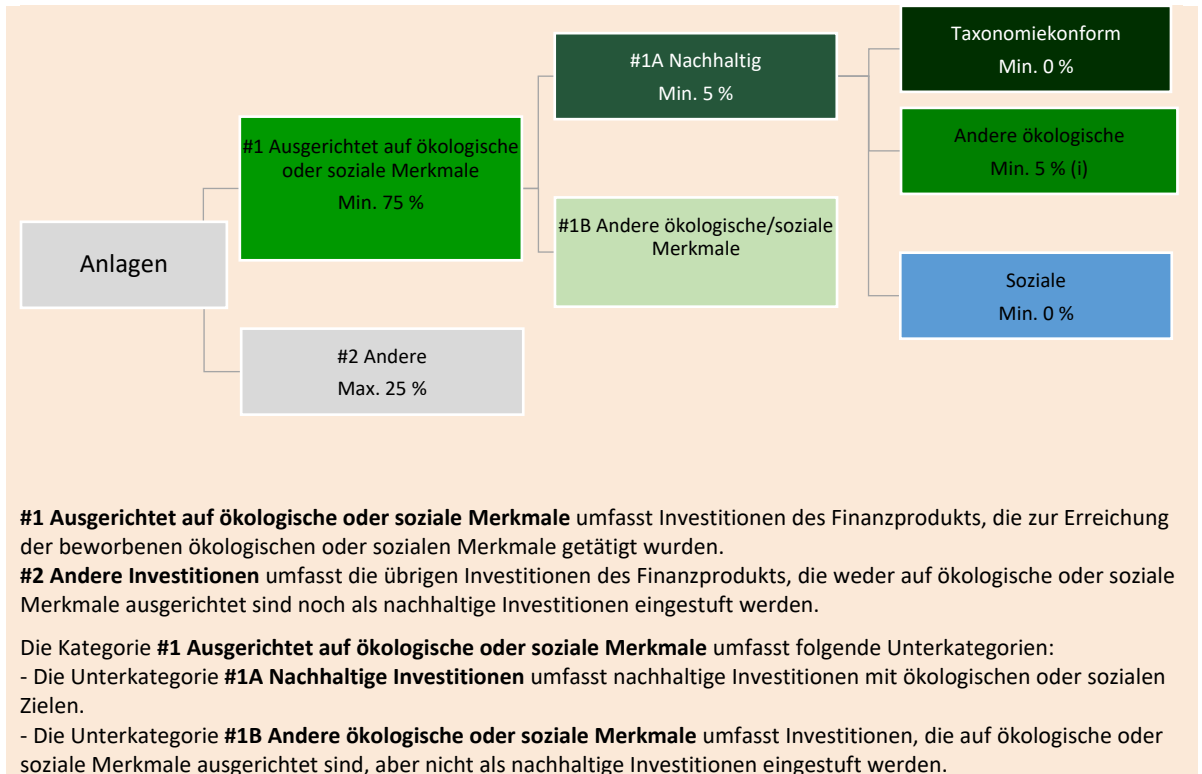 Anlagen
#1 Ausgerichtet auf ökologische
oder soziale Merkmale
Min. 75 %
#2 Andere
Max. 25 %
#1A Nachhaltig
Min. 5 %
#1B Andere ökologische/soziale
Merkmale
Taxonomiekonform
Min. 0 %
Andere ökologische
Min. 5 % (i)
Soziale
Min. 0 %
#1 Ausgerichtet auf ökologische oder soziale Merkmale umfasst Investitionen des Finanzprodukts, die zur Erreichung
der beworbenen ökologischen oder sozialen Merkmale getätigt wurden.
#2 Andere Investitionen umfasst die übrigen Investitionen des Finanzprodukts, die weder auf ökologische oder soziale
Merkmale ausgerichtet sind noch als nachhaltige Investitionen eingestuft werden.
Die Kategorie #1 Ausgerichtet auf ökologische oder soziale Merkmale umfasst folgende Unterkategorien:
- Die Unterkategorie #1A Nachhaltige Investitionen umfasst nachhaltige Investitionen mit ökologischen oder sozialen
Zielen.
- Die Unterkategorie #1B Andere ökologische oder soziale Merkmale umfasst Investitionen, die auf ökologische oder
soziale Merkmale ausgerichtet sind, aber nicht als nachhaltige Investitionen eingestuft werden.